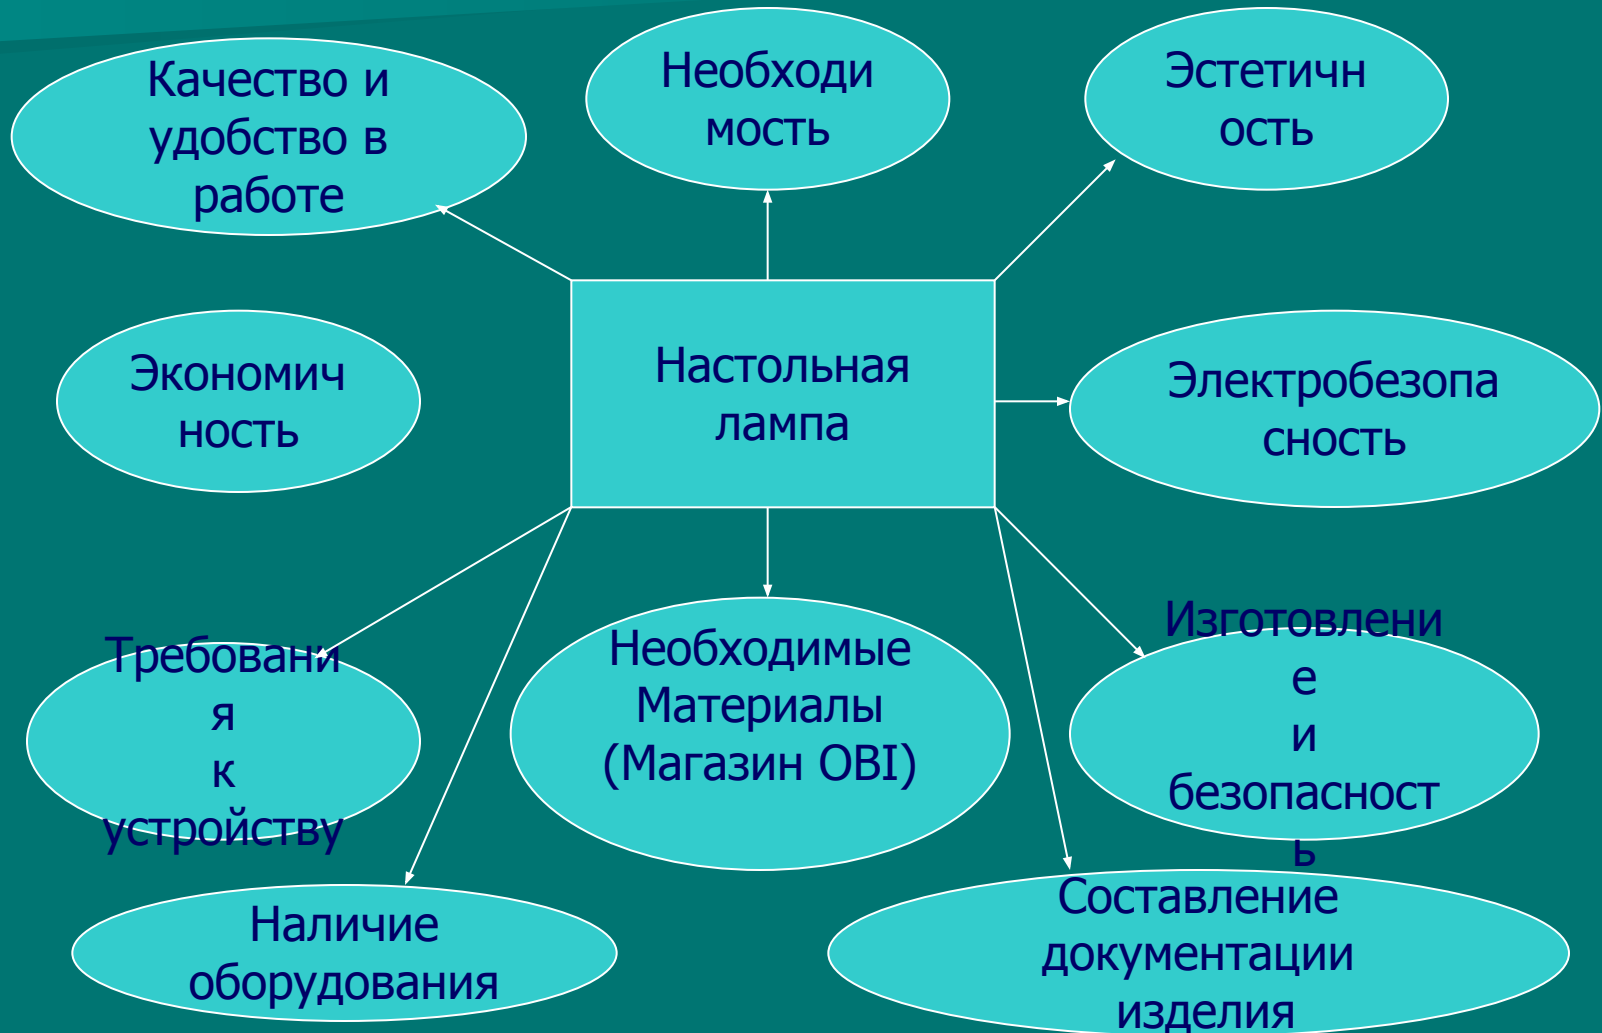 Качество и
удобство в
работе
Необходи
мость
Эстетичн
ость
Экономич
ность
Настольная
лампа
Электробезопа
сность
Требовани
я
к
устройству
Необходимые
Материалы
(Магазин OBI)
Изготовлени
е
и
безопасност
ь
Наличие
оборудования
Составление
документации
изделия